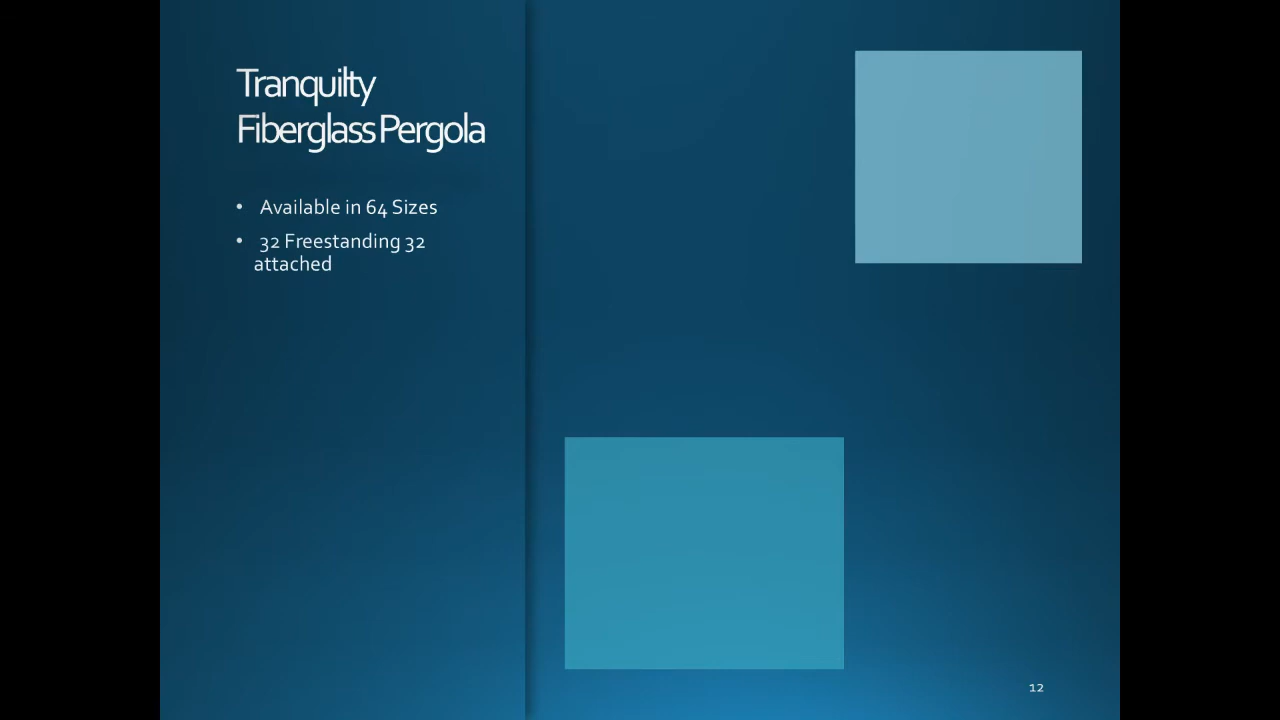 Tranquilty
Fiberglass Pergola
• Available in 64 Sizes
• 32 Freestanding 32
attached
12